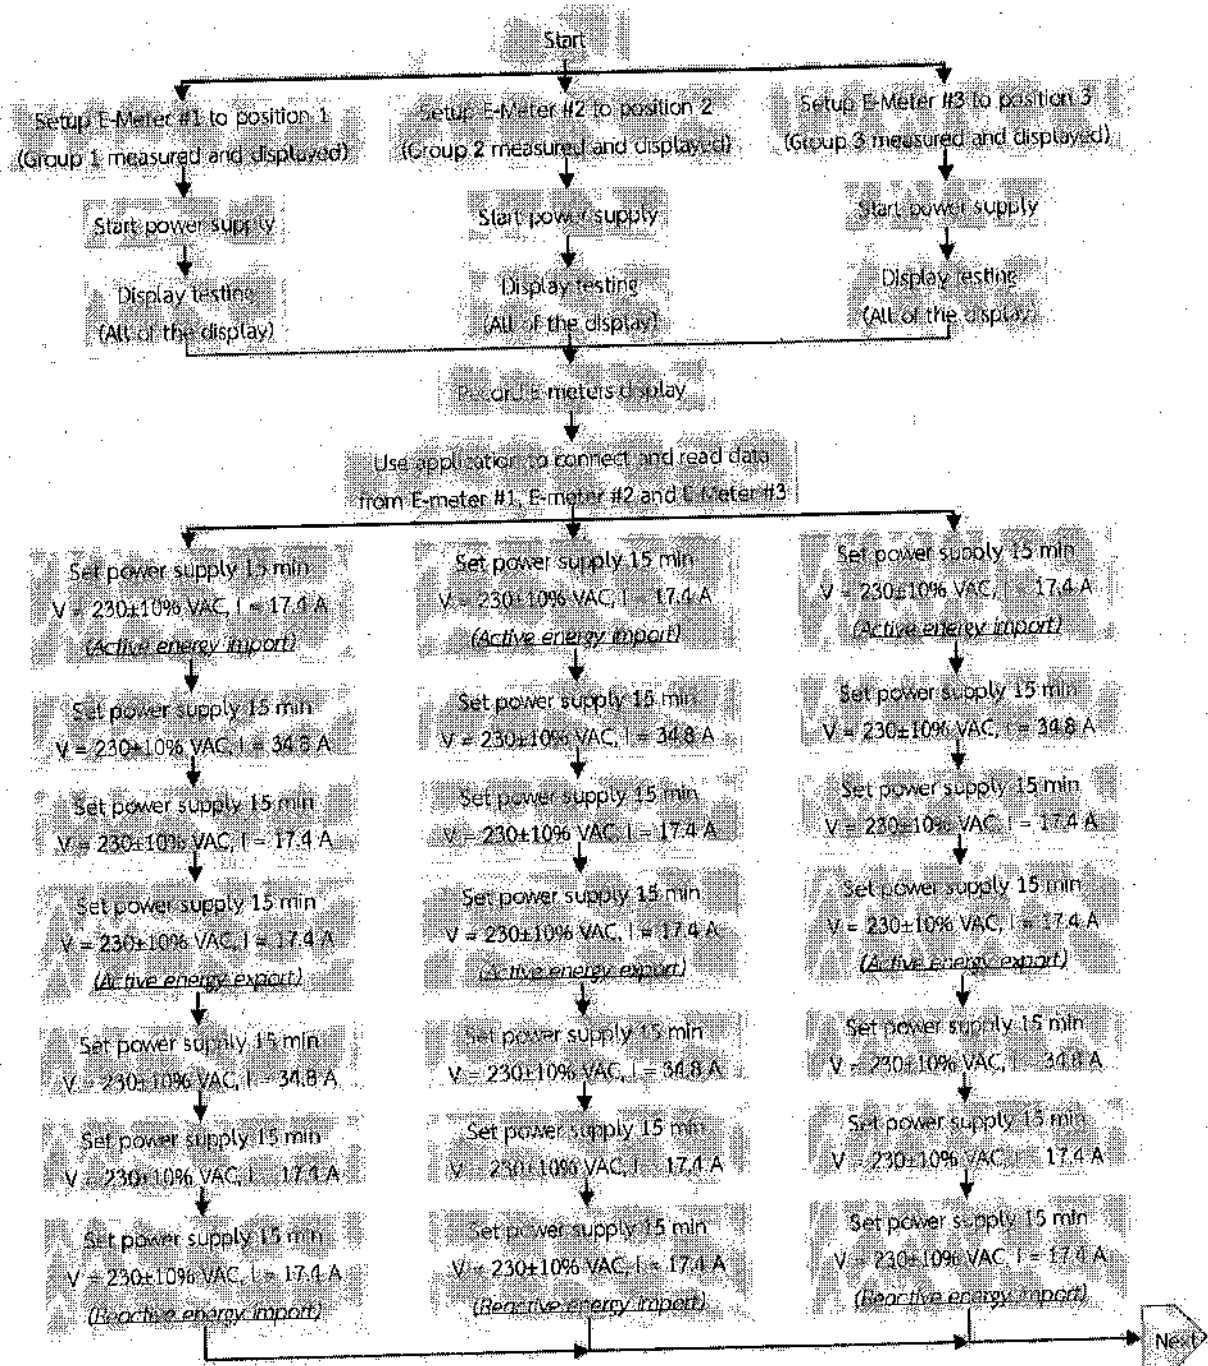 Start
Setup E-Meter #1 to position 1
(Group 1 measured and displayed)
Start power supply
Display testing
(All of the display)
Setup E-Meter #2 to position 2
(Group 2 measured and displayed)
Start power supply
Display testing
(All of the display)
Setup E-Meter #3 to position 3
(Group 3 measured and displayed)
Start power supply
Display testing
(All of the display)
Record E-meters display
Use application to connect and read data
from E-meter #1, E-meter #2 and E-Meter #3
Set power supply 15 min
V = 230±10% VAC, I = 17.4 A
(Active energy import)
Set power supply 15 min
V = 230±10% VAC, I = 34.8 A
Set power supply 15 min
V = 230±10% VAC, I = 17.4 A
Set power supply 15 min
V = 230±10% VAC, I = 17.4 A
(Active energy export)
Set power supply 15 min
V = 230±10% VAC, I = 34.8 A
Set power supply 15 min
V = 230±10% VAC, I = 17.4 A
Set power supply 15 min
V = 230±10% VAC, I = 17.4 A
(Reactive energy import)
Set power supply 15 min
V = 230±10% VAC, I = 17.4 A
(Active energy import)
Set power supply 15 min
V = 230±10% VAC, I = 34.8 A
Set power supply 15 min
V = 230±10% VAC, I = 17.4 A
Set power supply 15 min
V = 230±10% VAC, I = 17.4 A
(Active energy export)
Set power supply 15 min
V = 230±10% VAC, I = 34.8 A
Set power supply 15 min
V = 230±10% VAC, I = 17.4 A
Set power supply 15 min
V = 230±10% VAC, I = 17.4 A
(Reactive energy import)
Set power supply 15 min
V = 230±10% VAC, I = 17.4 A
(Active energy import)
Set power supply 15 min
V = 230±10% VAC, I = 34.8 A
Set power supply 15 min
V = 230±10% VAC, I = 17.4 A
Set power supply 15 min
V = 230±10% VAC, I = 17.4 A
(Active energy export)
Set power supply 15 min
V = 230±10% VAC, I = 34.8 A
Set power supply 15 min
V = 230±10% VAC, I = 17.4 A
Set power supply 15 min
V = 230±10% VAC, I = 17.4 A
(Reactive energy import)
Next